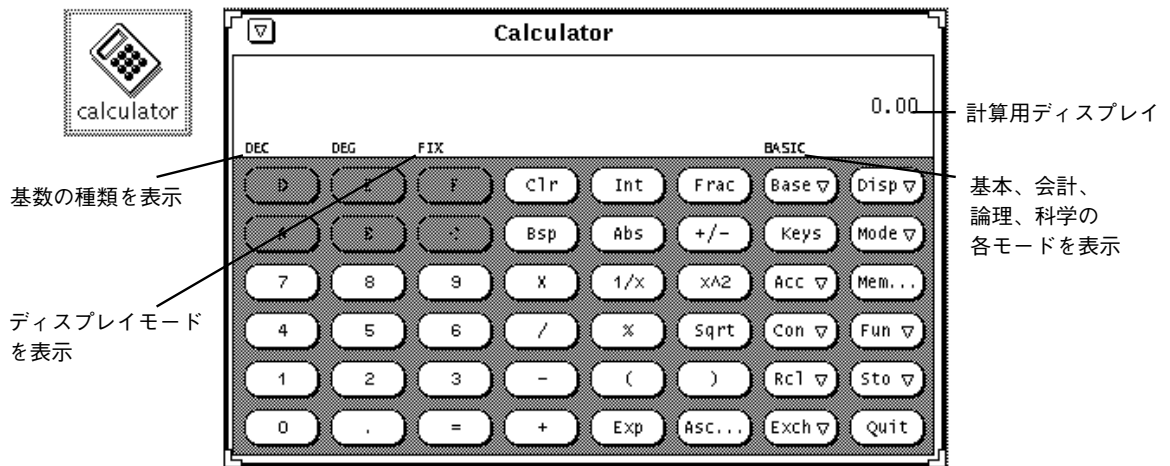 Calculator
calculator
0.00
計算用ディスプレイ
DEC DEG FIX BASIC
基数の種類を表示
D E F Clr Int Frac Base Disp
基本、会計、
論理、科学の
各モードを表示
A B C Bsp Abs +/- Keys Mode
7 8 9 X 1/x x^2 Acc Mem...
ディスプレイモード
を表示
4 5 6 / % Sqrt Con Fun
1 2 3 - ( ) Rcl Sto
0 . = + Exp Asc... Exch Quit